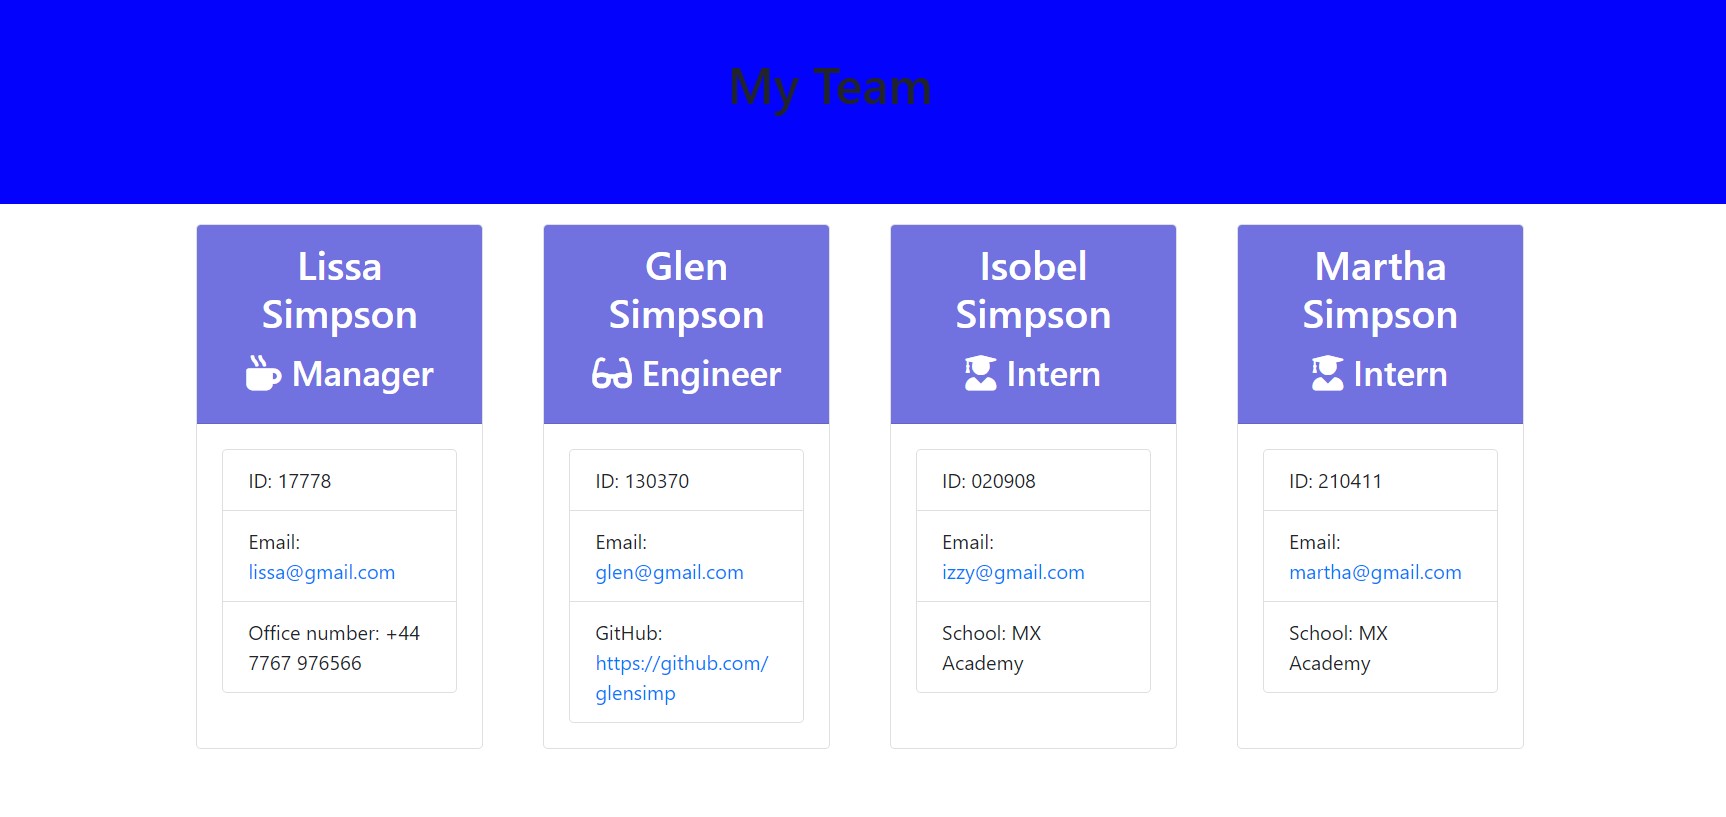 My Team
Lissa
Simpson
Manager
ID: 17778
Email:
lissa@gmail.com
Office number: +44
7767 976566
Glen
Simpson
Engineer
ID: 130370
Email:
glen@gmail.com
GitHub:
https://github.com/
glensimp
Isobel
Simpson
Intern
ID: 020908
Email:
izzy@gmail.com
School: MX
Academy
Martha
Simpson
Intern
ID: 210411
Email:
martha@gmail.com
School: MX
Academy